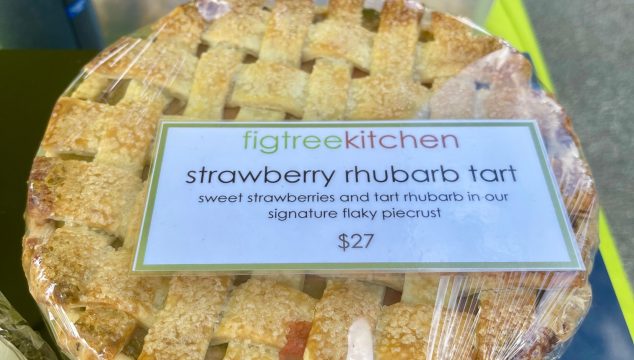 figtreekitchen
strawberry rhubarb tart
sweet strawberries and tart rhubarb in our
signature flaky piecrust
$27